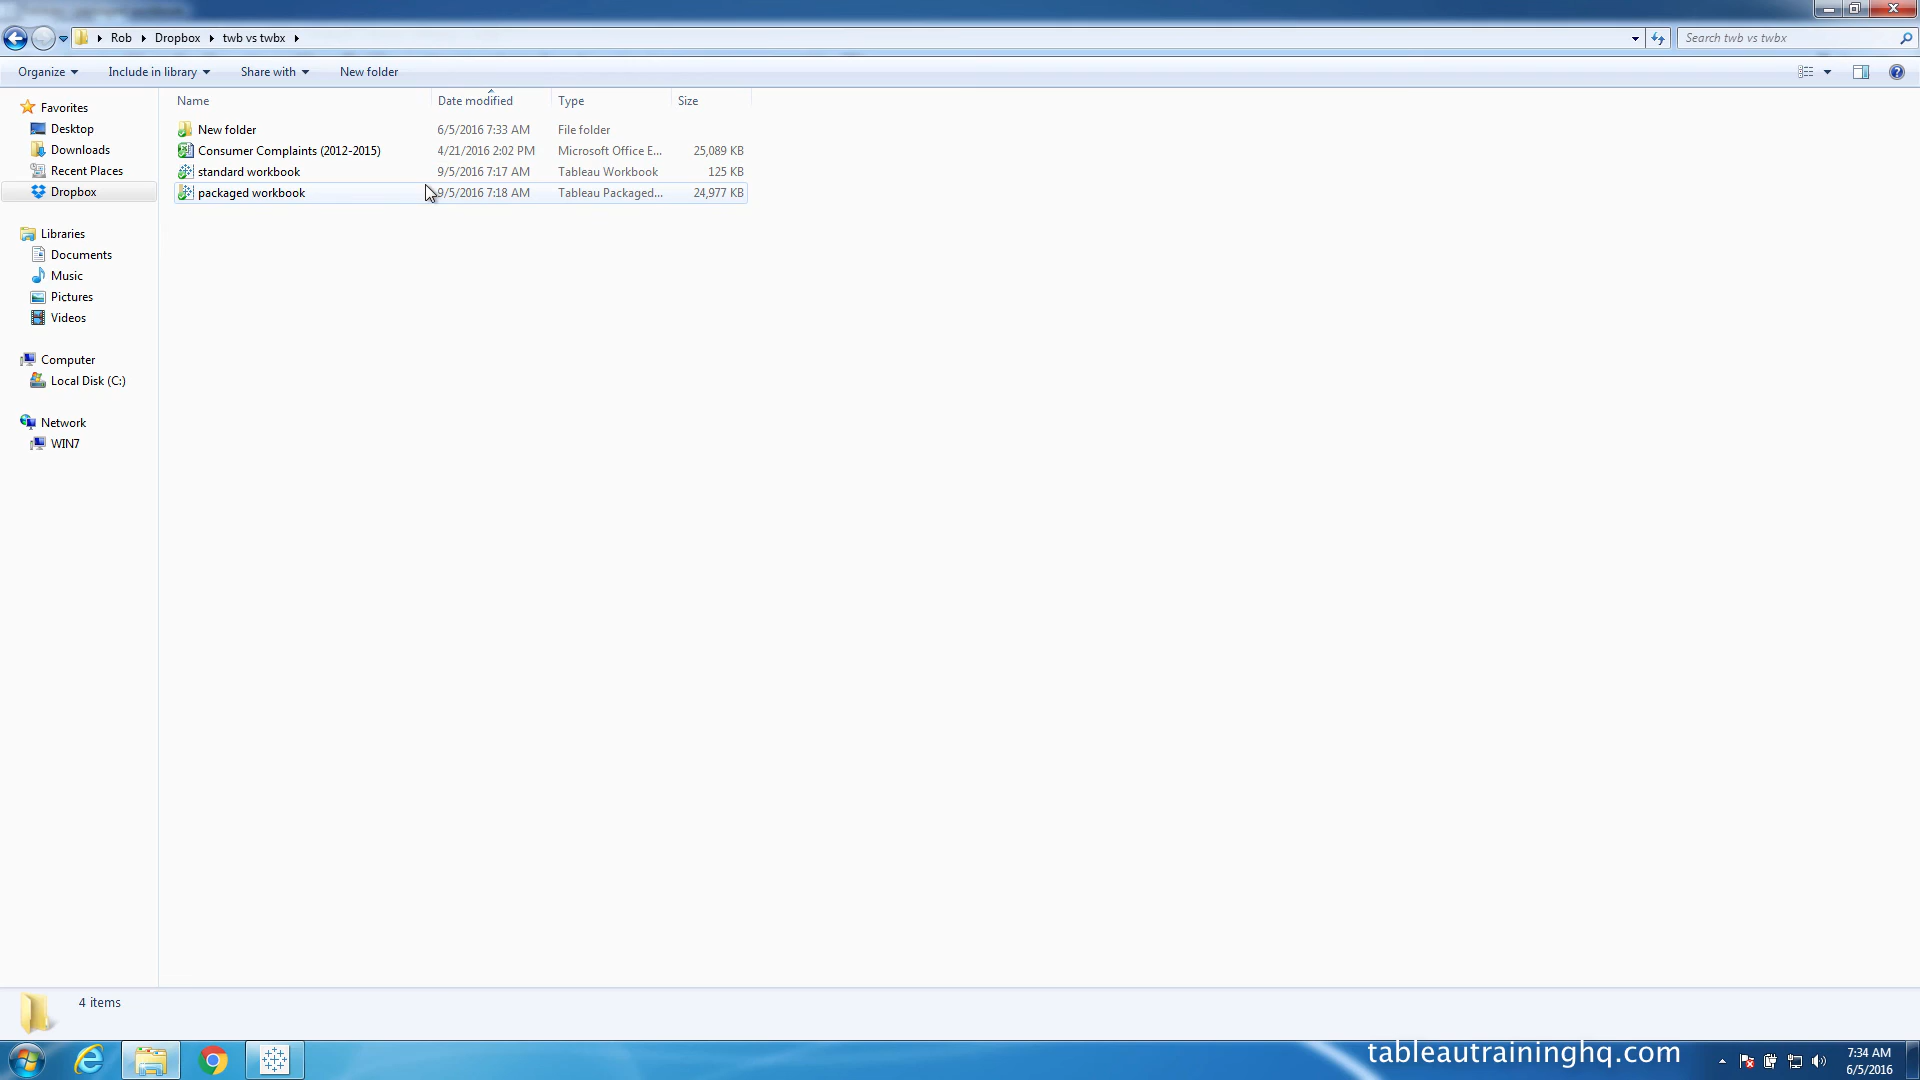 Rob Dropbox twb vs twbx
Search twb vs twbx
Organize Include in library Share with New folder
Name Date modified Type Size
New folder 6/5/2016 7:33 AM File folder
Consumer Complaints (2012-2015) 4/21/2016 2:02 PM Microsoft Office E... 25,089 KB
standard workbook 9/5/2016 7:17 AM Tableau Workbook 125 KB
packaged workbook 9/5/2016 7:18 AM Tableau Packaged... 24,977 KB
Favorites
Desktop
Downloads
Recent Places
Dropbox
Libraries
Documents
Music
Pictures
Videos
Computer
Local Disk (C:)
Network
WIN7
4 items
tableautraininghq.com
7:34 AM
6/5/2016